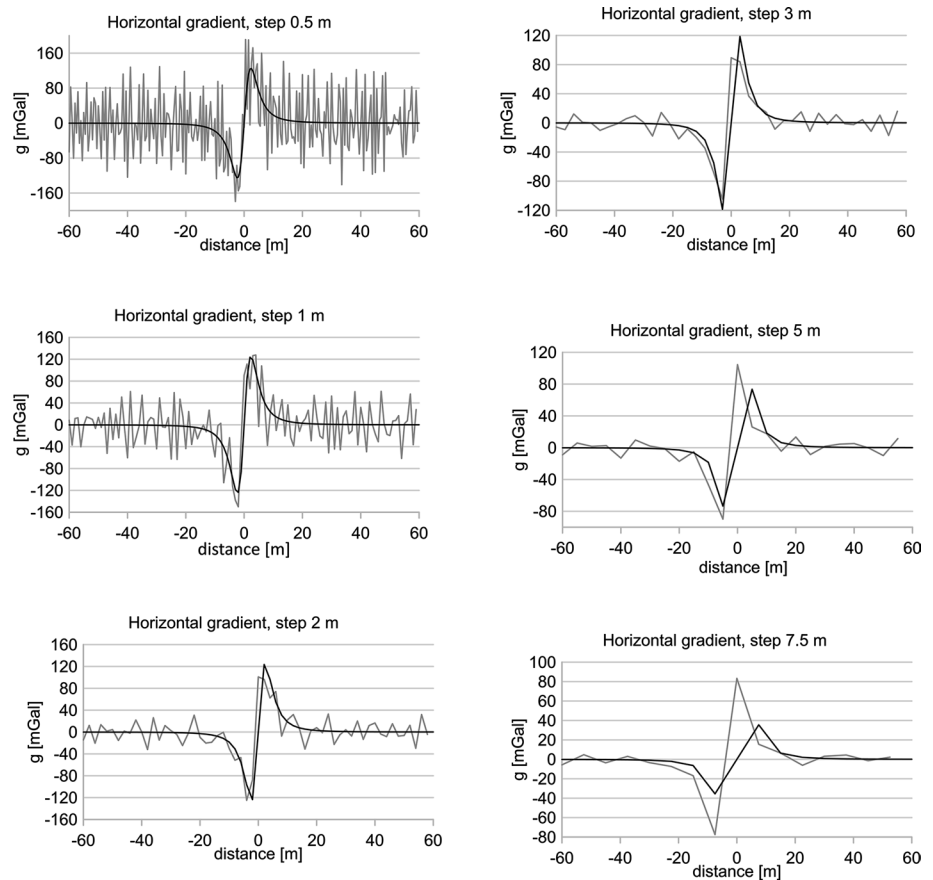 Horizontal gradient, step 0.5 m
160
80
0
-80
-160
g [mGal]
-60 -40 -20 0 20 40 60
distance [m]
Horizontal gradient, step 1 m
160
120
80
40
0
-40
-80
-120
-160
g [mGal]
-60 -40 -20 0 20 40 60
distance [m]
Horizontal gradient, step 2 m
160
120
80
40
0
-40
-80
-120
-160
g [mGal]
-60 -40 -20 0 20 40 60
distance [m]
Horizontal gradient, step 3 m
120
80
40
0
-40
-80
-120
g [mGal]
-60 -40 -20 0 20 40 60
distance [m]
Horizontal gradient, step 5 m
120
80
40
0
-40
-80
g [mGal]
-60 -40 -20 0 20 40 60
distance [m]
Horizontal gradient, step 7.5 m
100
80
60
40
20
0
-20
-40
-60
-80
g [mGal]
-60 -40 -20 0 20 40 60
distance [m]